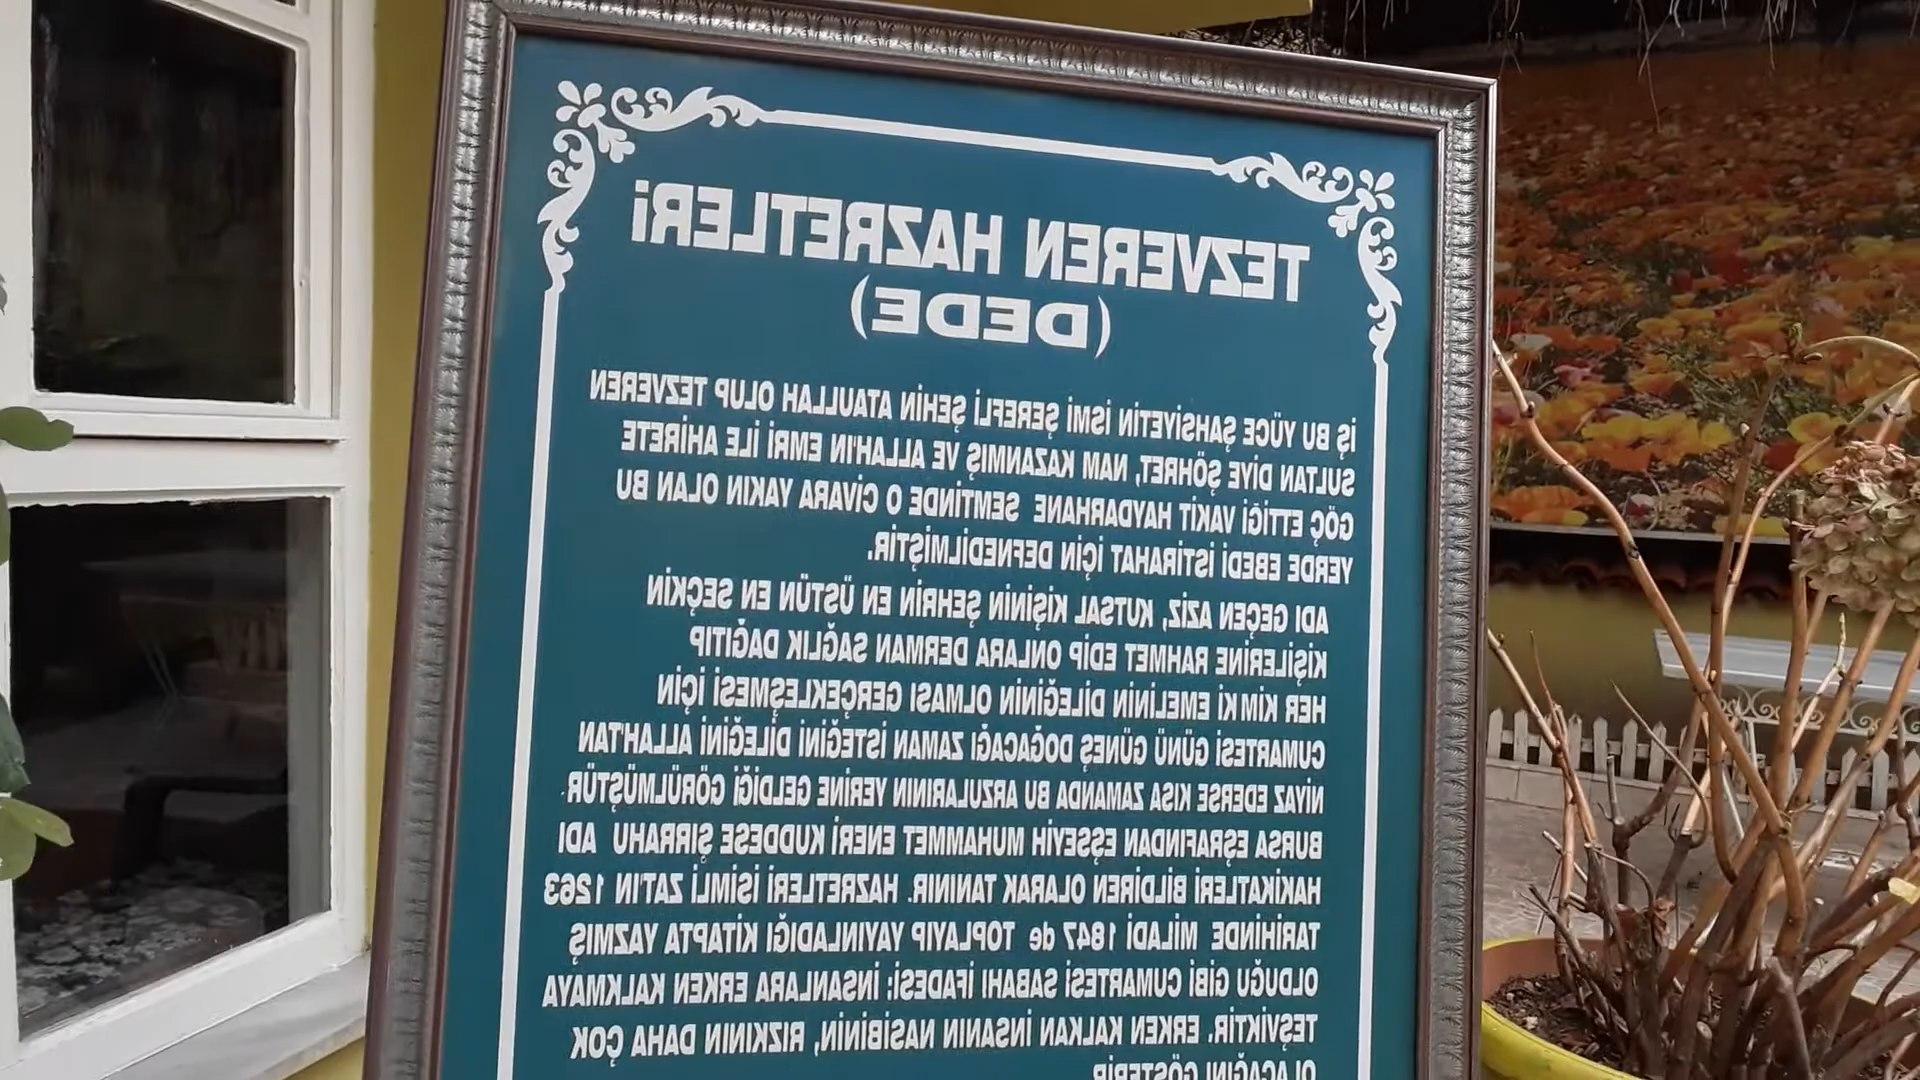 TEZVEREN HAZRETLERİ
(DEDE)
İŞ BU YÜCE ŞAHSİYETİN İSMİ ŞEREFLİ ŞEHİN ATAULLAH OLUP TEZVEREN
SULTAN DİYE ŞÖHRET, NAM KAZANMIŞ VE ALLAH'IN EMRİ İLE AHİRETE
GÖÇ ETTİĞİ VAKİT HAYDARHANE SEMTİNDE O CİVARA YAKIN OLAN BU
YERDE EBEDİ İSTİRAHAT İÇİN DEFNEDİLMİŞTİR.
ADI GEÇEN AZİZ, KUTSAL KİŞİNİN ŞEHRİN EN ÜSTÜN EN SEÇKİN
KİŞİLERİNE RAHMET EDİP ONLARA DERMAN SAĞLIK DAĞITIP
HER KİM Kİ EMELİNİN DİLEĞİNİN OLMASI GERÇEKLEŞMESİ İÇİN
CUMARTESİ GÜNÜ GÜNEŞ DOĞACAĞI ZAMAN İSTEĞİNİ DİLEĞİNİ ALLAH'TAN
NİYAZ EDERSE KISA ZAMANDA BU ARZULARININ YERİNE GELDİĞİ GÖRÜLMÜŞTÜR.
BURSA EŞRAFINDAN EŞSEYİH MUHAMMET ENERİ KUDDESE ŞIRRAHU ADI
HAKİKATLERİ BİLDİREN OLARAK TANINIR. HAZRETLERİ İSİMLİ ZAT'IN 1263
TARİHİNDE MİLADİ 1847 de TOPLAYIP YAYINLADIĞI KİTAPTA YAZMIŞ
OLDUĞU GİBİ CUMARTESİ SABAHI İFADESİ; İNSANLARA ERKEN KALKMAYA
TEŞVİKTİR. ERKEN KALKAN İNSANIN NASİBİNİN, RIZKININ DAHA ÇOK
OLACAĞINI GÖSTERİR